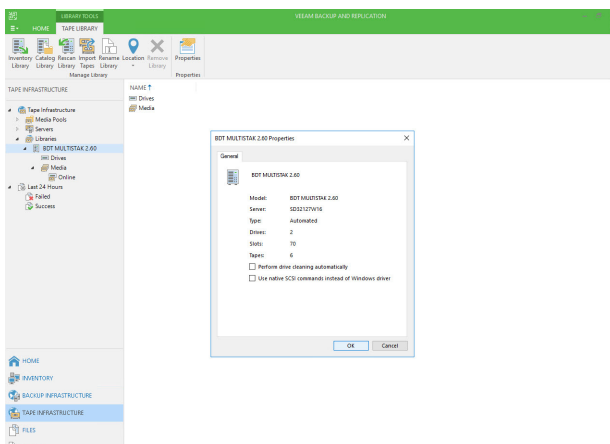 LIBRARY TOOLS
VEEAM BACKUP AND REPLICATION
HOME TAPE LIBRARY
Inventory Library
Catalog Library
Rescan Library
Import Tapes
Rename Library
Location
Remove Library
Properties
Manage Library
Properties
TAPE INFRASTRUCTURE
Tape Infrastructure
Media Pools
Servers
Libraries
BDT MULTISTAK 2.60
Drives
Media
Online
Last 24 Hours
Failed
Success
NAME
Drives
Media
BDT MULTISTAK 2.60 Properties
General
BDT MULTISTAK 2.60
Model: BDT MULTISTAK 2.60
Server: SDS2127W16
Type: Automated
Drives: 2
Slots: 70
Tapes: 6
Perform drive cleaning automatically
Use native SCSI commands instead of Windows driver
OK Cancel
HOME
INVENTORY
BACKUP INFRASTRUCTURE
TAPE INFRASTRUCTURE
FILES